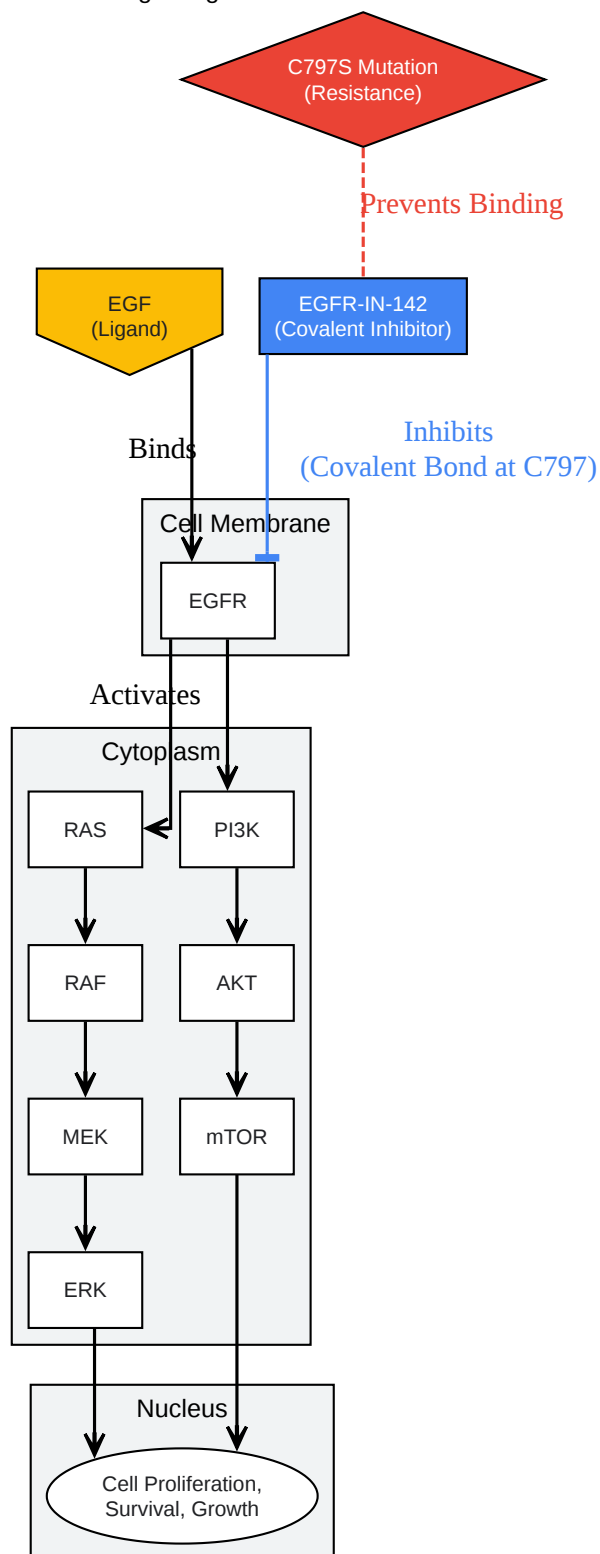 C797S Mutation
(Resistance)
Prevents Binding
EGF
(Ligand)
EGFR-IN-142
(Covalent Inhibitor)
Binds
Inhibits
(Covalent Bond at C797)
Cell Membrane
EGFR
Activates
Cytoplasm
RAS
PI3K
RAF
AKT
MEK
mTOR
ERK
Nucleus
Cell Proliferation,
Survival, Growth